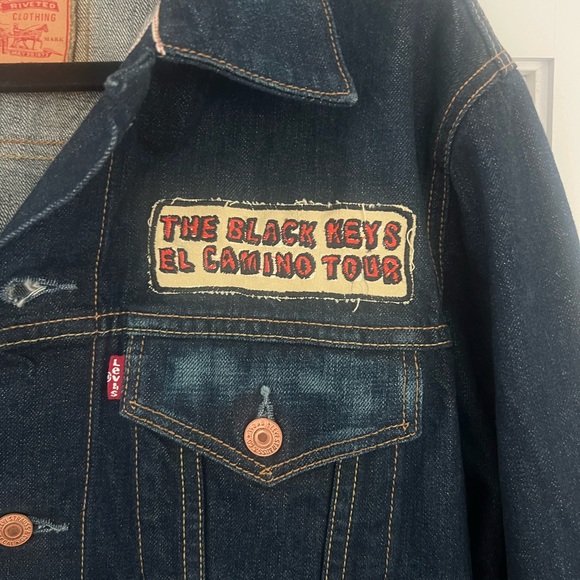 RIVETED
CLOTHING
THE BLACK KEYS
EL CAMINO TOUR
Levi's